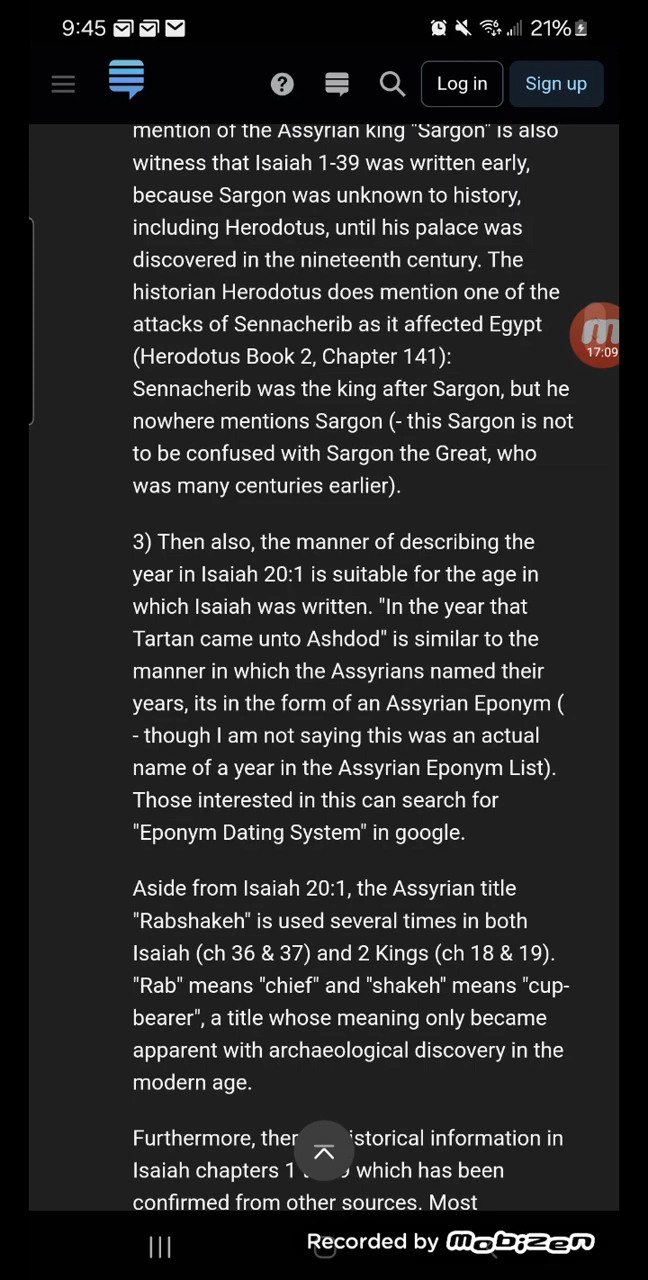 9:45
21%
Log in
Sign up
mention of the Assyrian king "Sargon" is also
witness that Isaiah 1-39 was written early,
because Sargon was unknown to history,
including Herodotus, until his palace was
discovered in the nineteenth century. The
historian Herodotus does mention one of the
attacks of Sennacherib as it affected Egypt
(Herodotus Book 2, Chapter 141):
Sennacherib was the king after Sargon, but he
nowhere mentions Sargon (- this Sargon is not
to be confused with Sargon the Great, who
was many centuries earlier).
17:09
3) Then also, the manner of describing the
year in Isaiah 20:1 is suitable for the age in
which Isaiah was written. "In the year that
Tartan came unto Ashdod" is similar to the
manner in which the Assyrians named their
years, its in the form of an Assyrian Eponym (
- though I am not saying this was an actual
name of a year in the Assyrian Eponym List).
Those interested in this can search for
"Eponym Dating System" in google.
Aside from Isaiah 20:1, the Assyrian title
"Rabshakeh" is used several times in both
Isaiah (ch 36 & 37) and 2 Kings (ch 18 & 19).
"Rab" means "chief" and "shakeh" means "cup-
bearer", a title whose meaning only became
apparent with archaeological discovery in the
modern age.
Furthermore, information in
Isaiah chapters 1 which has been
confirmed from other sources. Most
Recorded by mobizen